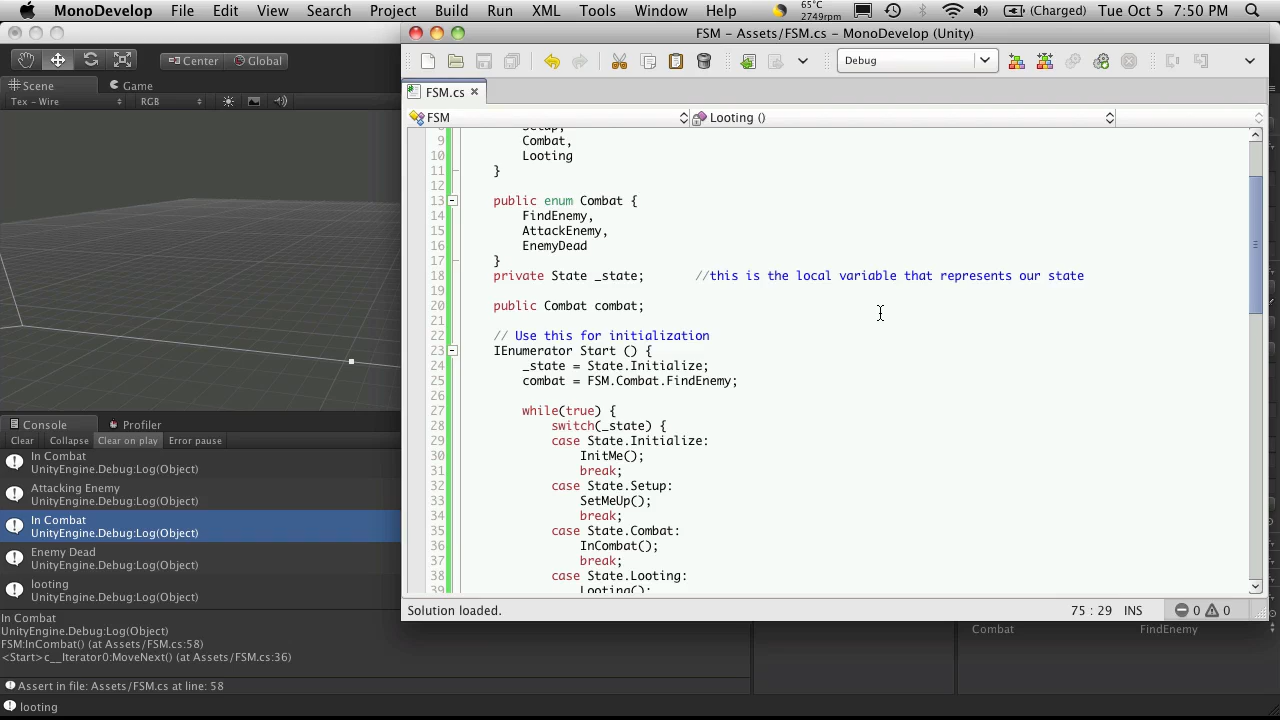 MonoDevelop File Edit View Search Project Build Run XML Tools Window Help 65°C 2749rpm (Charged) Tue Oct 5 7:50 PM
FSM – Assets/FSM.cs – MonoDevelop (Unity)
Center Global
Debug
Scene Game
FSM.cs
Tex - Wire RGB
FSM Looting ()
Setup,
9 Combat,
10 Looting
11 }
12
13 public enum Combat {
14 FindEnemy,
15 AttackEnemy,
16 EnemyDead
17 }
18 private State _state; //this is the local variable that represents our state
19
20 public Combat combat;
21
22 // Use this for initialization
23 IEnumerator Start () {
24 _state = State.Initialize;
25 combat = FSM.Combat.FindEnemy;
26
27 while(true) {
28 switch(_state) {
29 case State.Initialize:
30 InitMe();
31 break;
32 case State.Setup:
33 SetMeUp();
34 break;
35 case State.Combat:
36 InCombat();
37 break;
38 case State.Looting:
39 Looting();
Solution loaded. 75 : 29 INS 0 0
Console Profiler
Clear Collapse Clear on play Error pause
In Combat
UnityEngine.Debug:Log(Object)
Attacking Enemy
UnityEngine.Debug:Log(Object)
In Combat
UnityEngine.Debug:Log(Object)
Enemy Dead
UnityEngine.Debug:Log(Object)
looting
UnityEngine.Debug:Log(Object)
In Combat
UnityEngine.Debug:Log(Object)
FSM:InCombat() (at Assets/FSM.cs:58)
<Start>c__Iterator0:MoveNext() (at Assets/FSM.cs:36)
Combat FindEnemy
Assert in file: Assets/FSM.cs at line: 58
looting